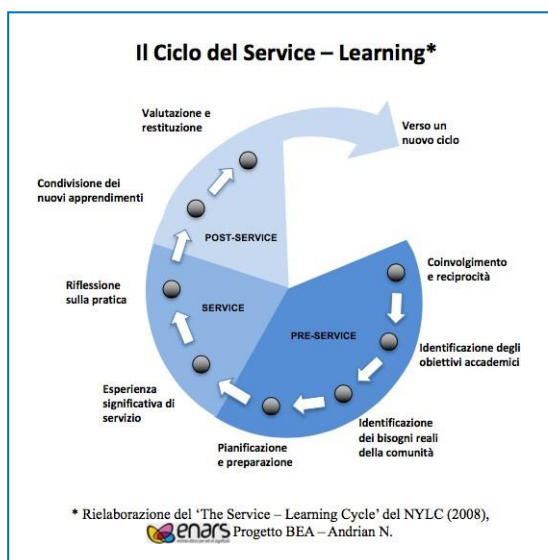 Il Ciclo del Service – Learning*
Valutazione e
restituzione
Verso un
nuovo ciclo
Condivisione dei
nuovi apprendimenti
POST-SERVICE
Coinvolgimento
e reciprocità
Riflessione
sulla pratica
SERVICE
PRE-SERVICE
Identificazione degli
obiettivi accademici
Esperienza
significativa di
servizio
Pianificazione
e preparazione
Identificazione
dei bisogni reali
della comunità
* Rielaborazione del 'The Service – Learning Cycle' del NYLC (2008),
enars Progetto BEA – Andrian N.